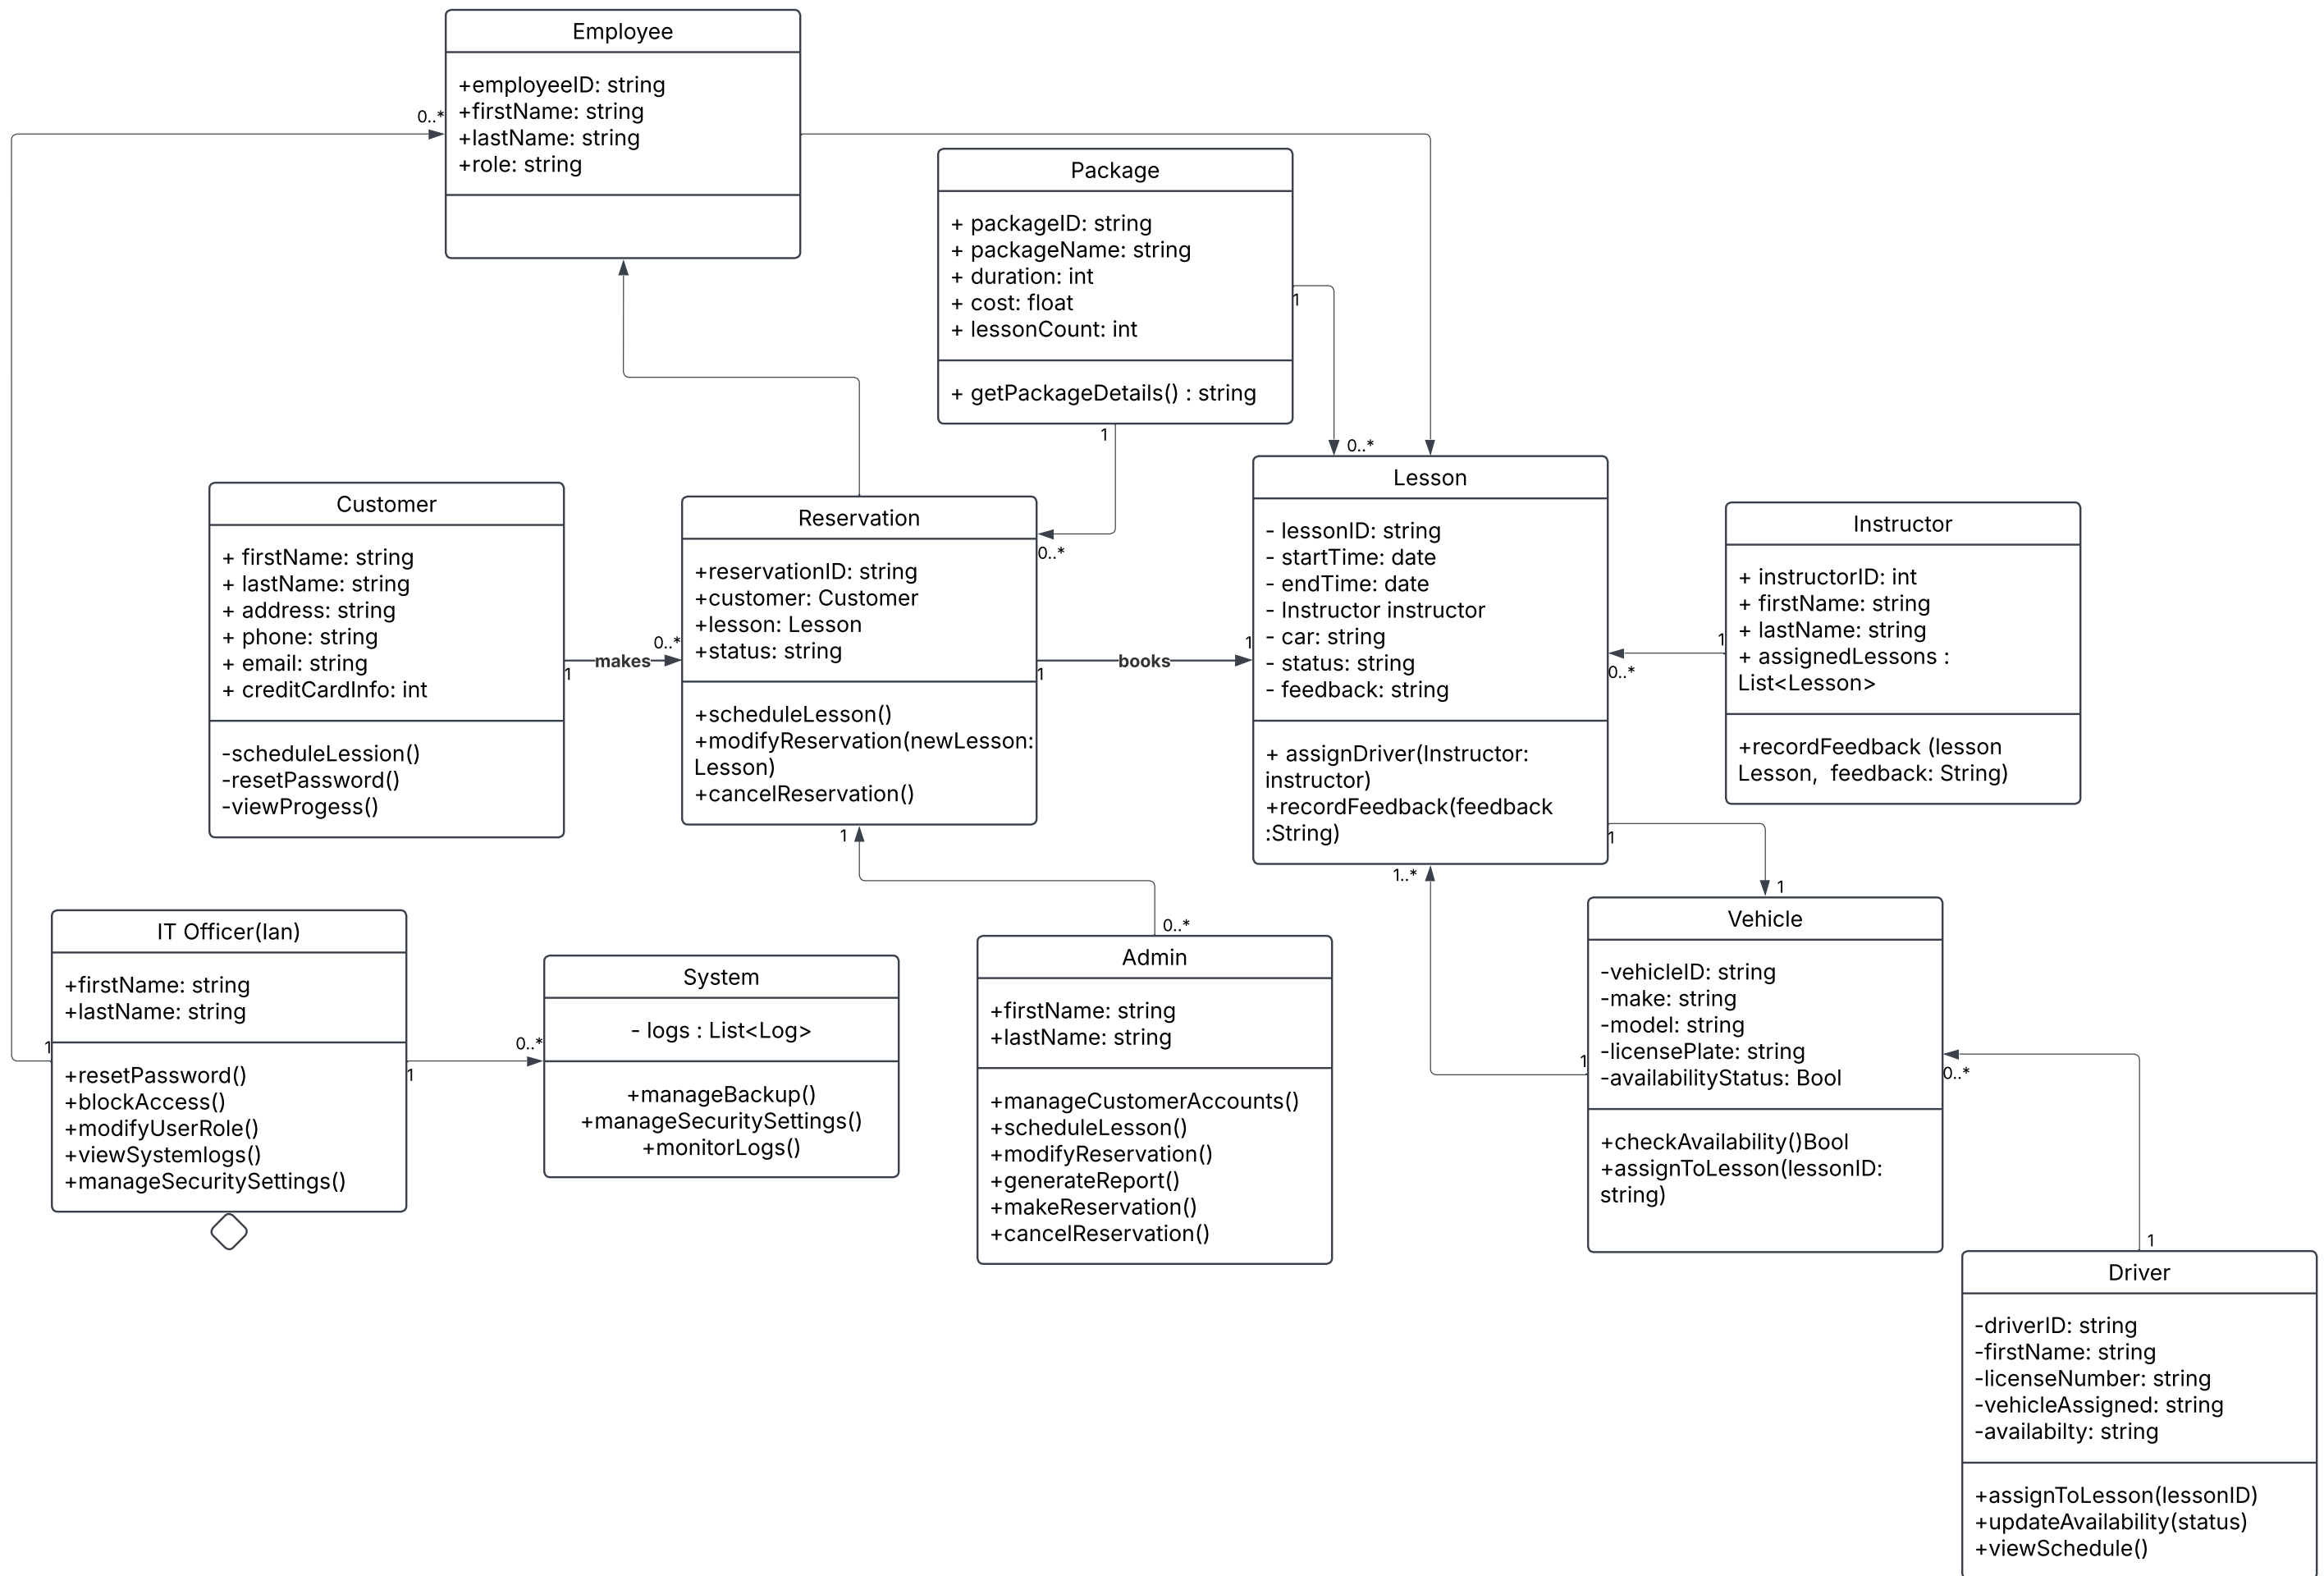 Employee
+employeeID: string
+firstName: string
+lastName: string
+role: string
0..*
Package
+ packageID: string
+ packageName: string
+ duration: int
+ cost: float
+ lessonCount: int
+ getPackageDetails() : string
1
0..*
1
0..*
Customer
+ firstName: string
+ lastName: string
+ address: string
+ phone: string
+ email: string
+ creditCardInfo: int
-scheduleLession()
-resetPassword()
-viewProgess()
1
makes
0..*
Reservation
+reservationID: string
+customer: Customer
+lesson: Lesson
+status: string
+scheduleLesson()
+modifyReservation(newLesson:
Lesson)
+cancelReservation()
1
books
1
Lesson
- lessonID: string
- startTime: date
- endTime: date
- Instructor instructor
- car: string
- status: string
- feedback: string
+ assignDriver(Instructor:
instructor)
+recordFeedback(feedback
:String)
0..*
1
Instructor
+ instructorID: int
+ firstName: string
+ lastName: string
+ assignedLessons :
List<Lesson>
+recordFeedback (lesson
Lesson,  feedback: String)
1
1
1..*
1
1
0..*
IT Officer(Ian)
+firstName: string
+lastName: string
+resetPassword()
+blockAccess()
+modifyUserRole()
+viewSystemlogs()
+manageSecuritySettings()
1
1
0..*
System
- logs : List<Log>
+manageBackup()
+manageSecuritySettings()
+monitorLogs()
Admin
+firstName: string
+lastName: string
+manageCustomerAccounts()
+scheduleLesson()
+modifyReservation()
+generateReport()
+makeReservation()
+cancelReservation()
Vehicle
-vehicleID: string
-make: string
-model: string
-licensePlate: string
-availabilityStatus: Bool
+checkAvailability()Bool
+assignToLesson(lessonID:
string)
0..*
1
Driver
-driverID: string
-firstName: string
-licenseNumber: string
-vehicleAssigned: string
-availabilty: string
+assignToLesson(lessonID)
+updateAvailability(status)
+viewSchedule()